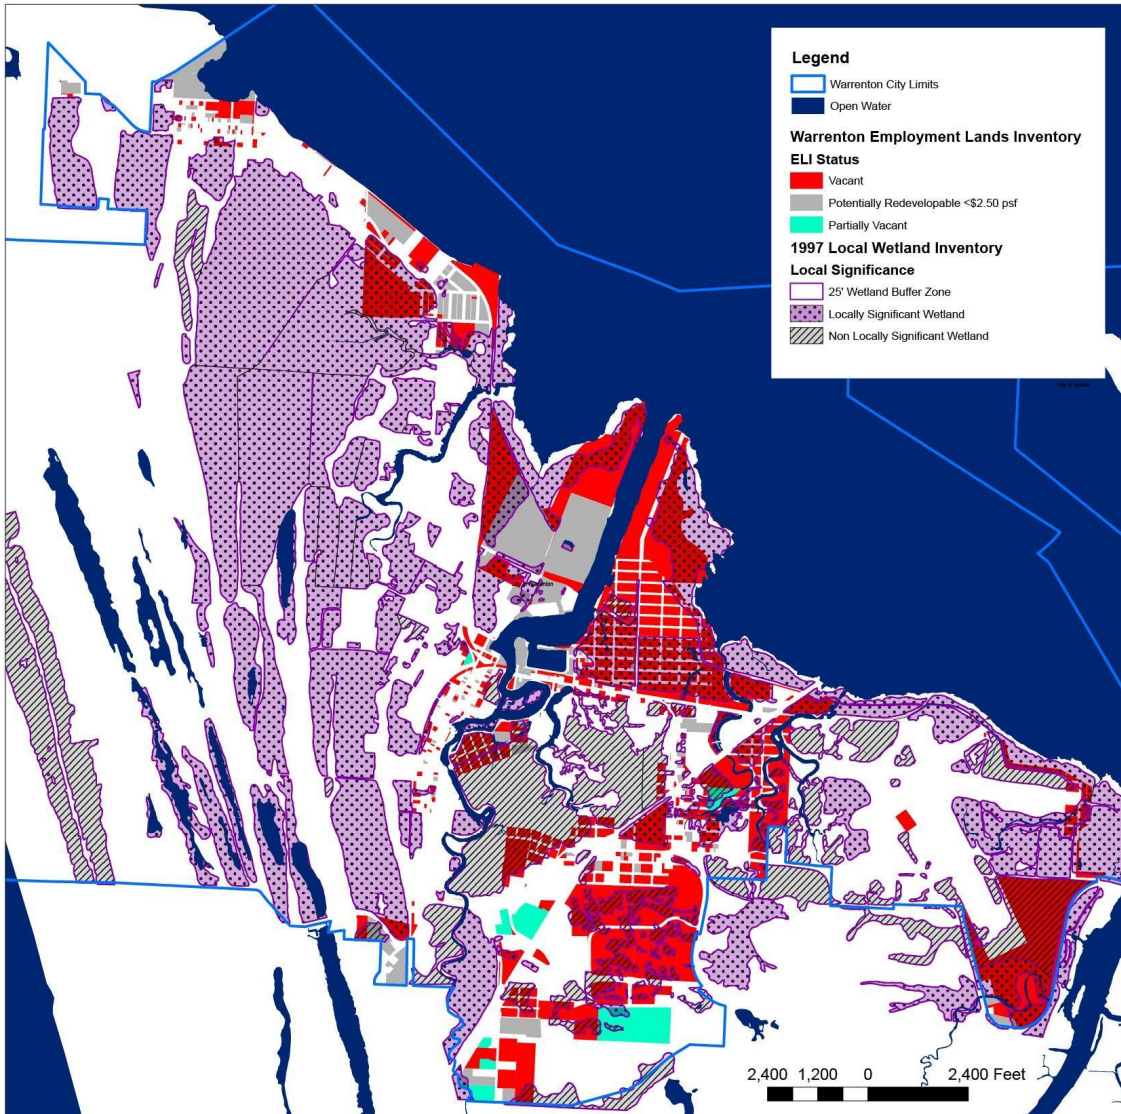 Legend
Warrenton City Limits
Open Water
Warrenton Employment Lands Inventory
ELI Status
Vacant
Potentially Redevelopable <$2.50 psf
Partially Vacant
1997 Local Wetland Inventory
Local Significance
25' Wetland Buffer Zone
Locally Significant Wetland
Non Locally Significant Wetland
2,400 1,200 0 2,400 Feet